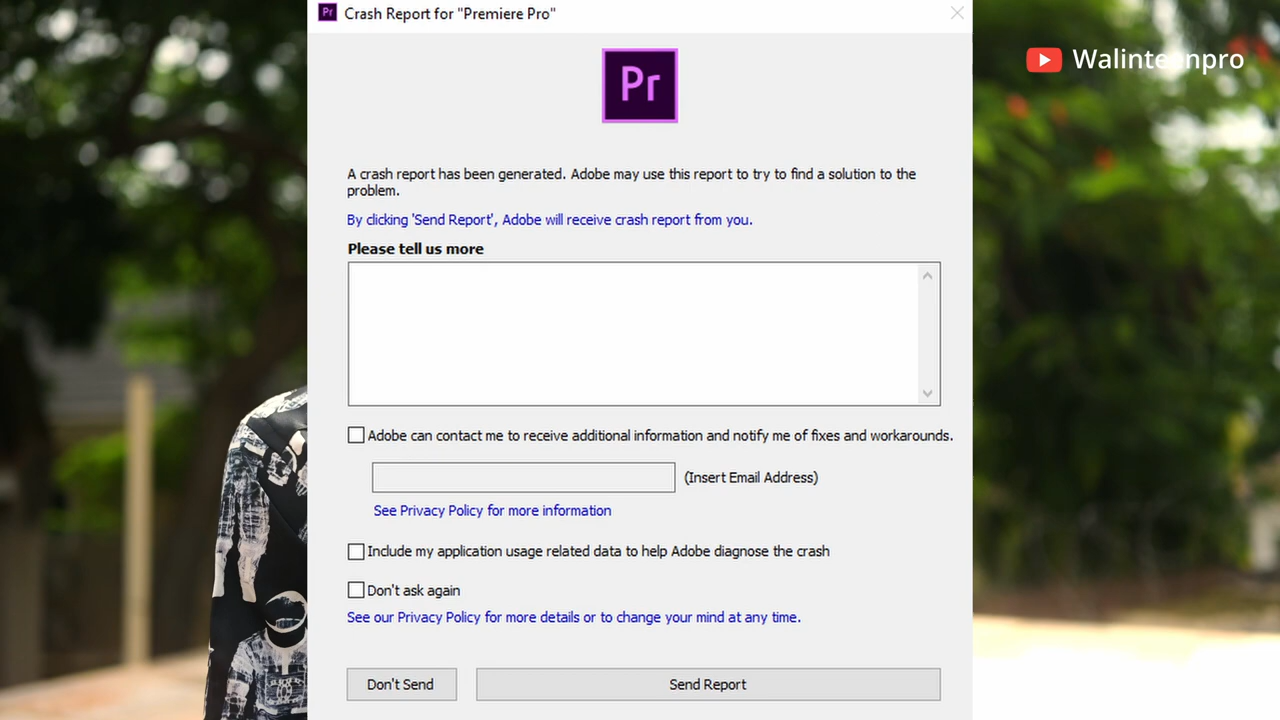 Pr Crash Report for "Premiere Pro"
Walinteenpro
Pr
A crash report has been generated. Adobe may use this report to try to find a solution to the
problem.
By clicking 'Send Report', Adobe will receive crash report from you.
Please tell us more
Adobe can contact me to receive additional information and notify me of fixes and workarounds.
(Insert Email Address)
See Privacy Policy for more information
Include my application usage related data to help Adobe diagnose the crash
Don't ask again
See our Privacy Policy for more details or to change your mind at any time.
Don't Send
Send Report